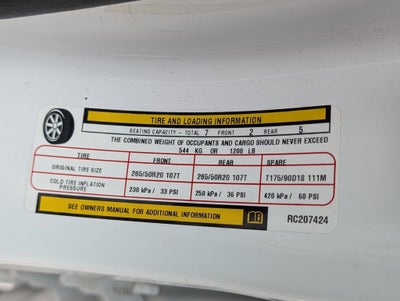 TIRE AND LOADING INFORMATION
SEATING CAPACITY - TOTAL 7 FRONT 2 REAR 5
THE COMBINED WEIGHT OF OCCUPANTS AND CARGO SHOULD NEVER EXCEED
544 KG OR 1200 LB
TIRE FRONT REAR SPARE
ORIGINAL TIRE SIZE 265/50R20 107T 265/50R20 107T T175/90D18 111M
COLD TIRE INFLATION PRESSURE 230 kPa / 33 PSI 250 kPa / 36 PSI 420 kPa / 60 PSI
SEE OWNERS MANUAL FOR ADDITIONAL INFORMATION
RC207424